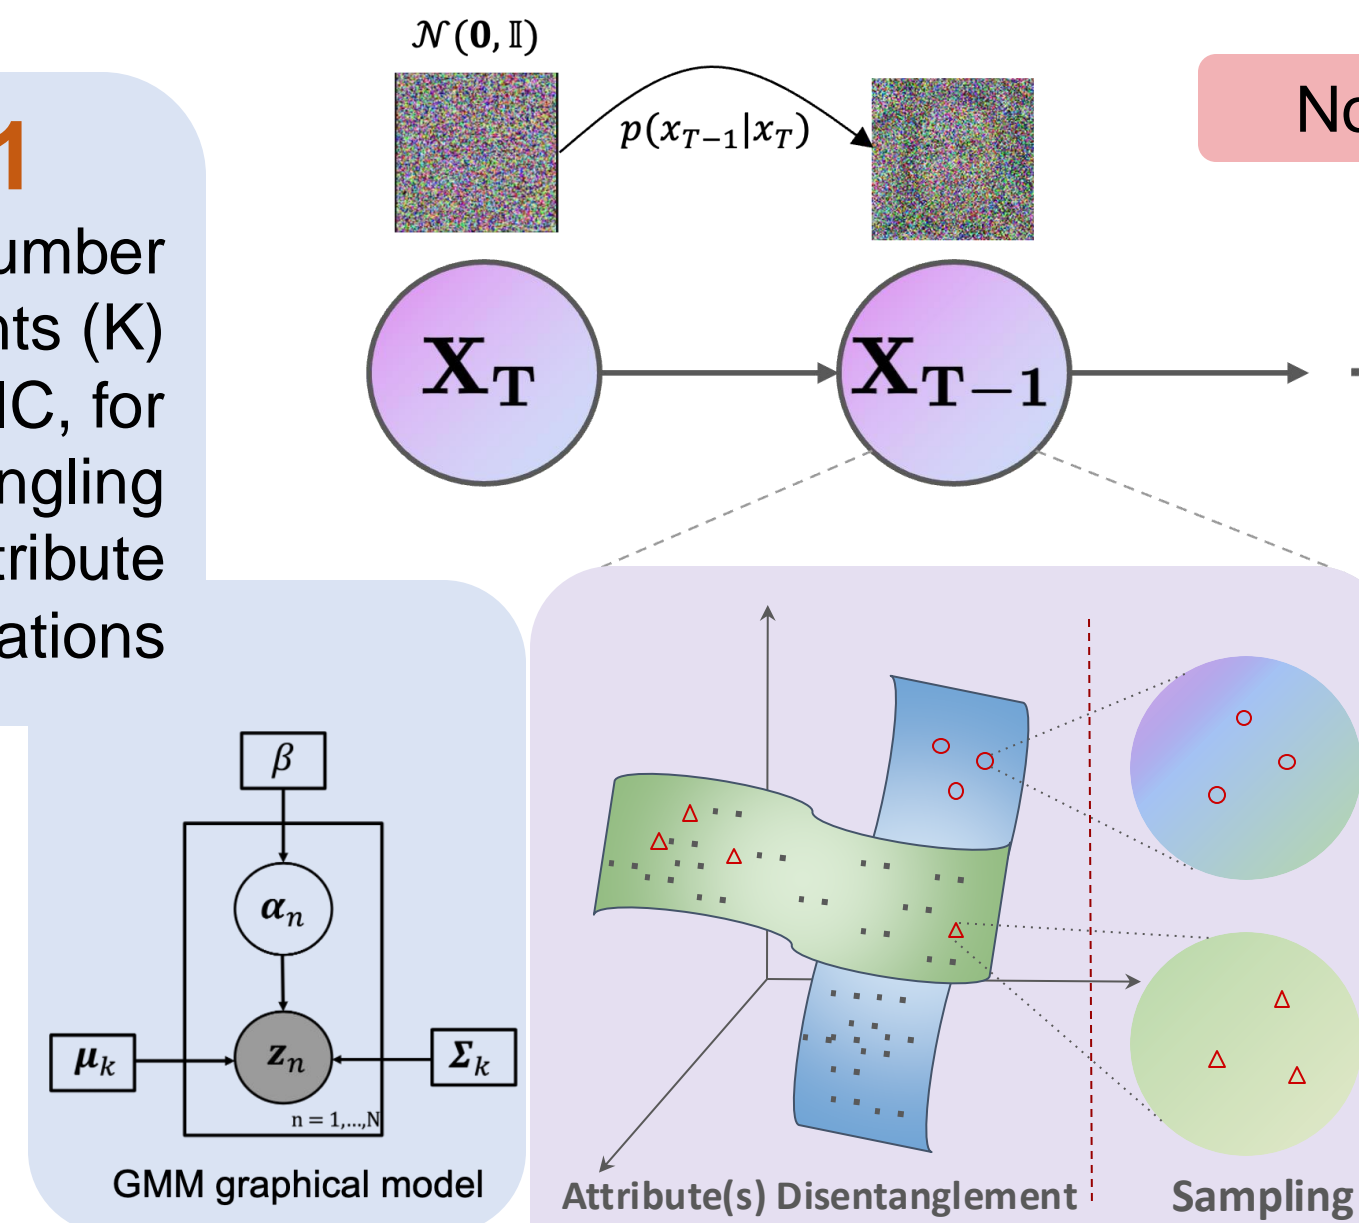 𝒩(𝟎, 𝕀)
p(x_{T−1}|x_T)
No
1
umber
nts (K)
IC, for
ngling
tribute
ations
X_T
X_{T−1}
β
α_n
μ_k
z_n
Σ_k
n = 1,...,N
GMM graphical model
Attribute(s) Disentanglement
Sampling